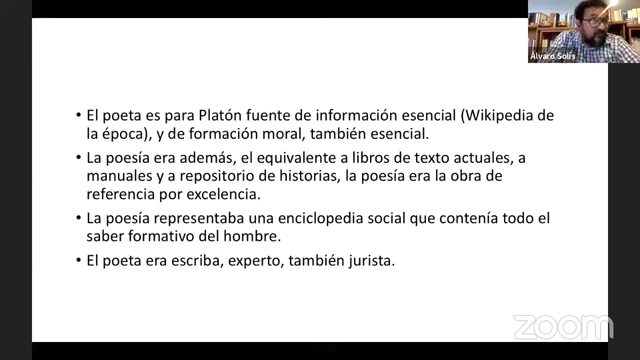 Álvaro Solís
• El poeta es para Platón fuente de información esencial (Wikipedia de
la época), y de formación moral, también esencial.
• La poesía era además, el equivalente a libros de texto actuales, a
manuales y a repositorio de historias, la poesía era la obra de
referencia por excelencia.
• La poesía representaba una enciclopedia social que contenía todo el
saber formativo del hombre.
• El poeta era escriba, experto, también jurista.
zoom